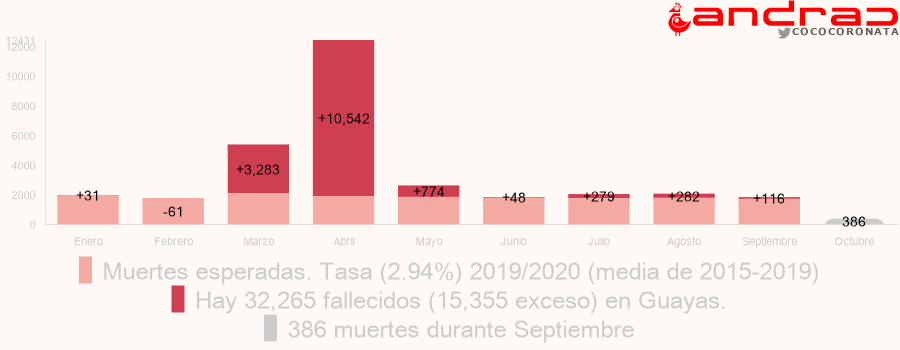 andrac
COCOCORONATA
12431
12000
10000
8000
6000
4000
2000
0
+31
-61
+3,283
+10,542
+774
+48
+279
+282
+116
386
Enero
Febrero
Marzo
Abril
Mayo
Junio
Julio
Agosto
Septiembre
Octubre
Muertes esperadas. Tasa (2.94%) 2019/2020 (media de 2015-2019)
Hay 32,265 fallecidos (15,355 exceso) en Guayas.
386 muertes durante Septiembre